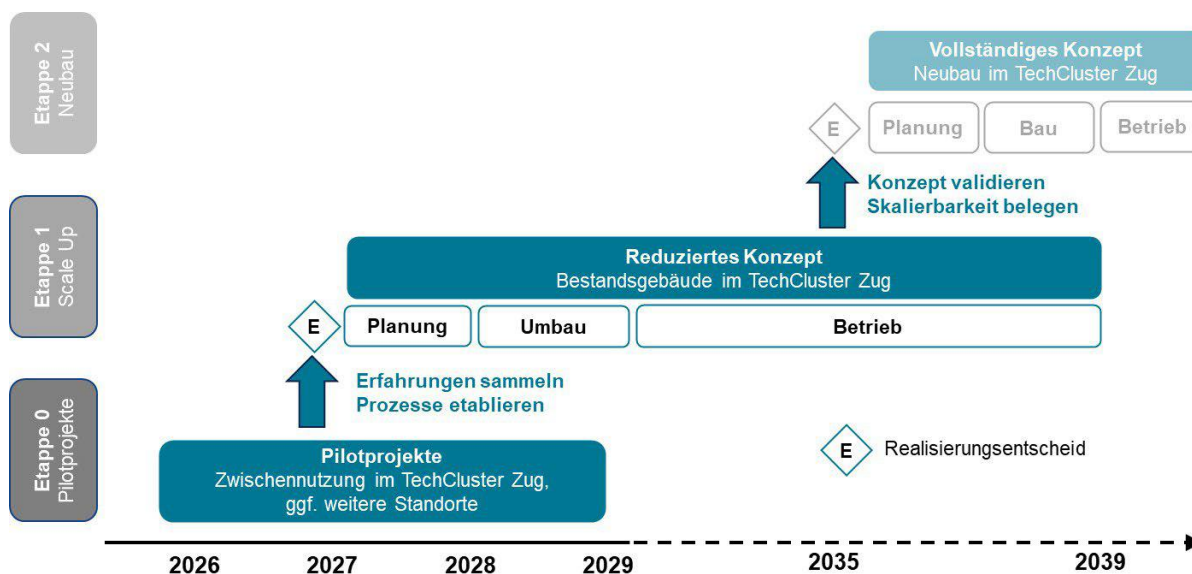 Etappe 2
Neubau
Vollständiges Konzept
Neubau im TechCluster Zug
E
Planung
Bau
Betrieb
Konzept validieren
Skalierbarkeit belegen
Etappe 1
Scale Up
Reduziertes Konzept
Bestandsgebäude im TechCluster Zug
E
Planung
Umbau
Betrieb
Erfahrungen sammeln
Prozesse etablieren
Etappe 0
Pilotprojekte
Pilotprojekte
Zwischennutzung im TechCluster Zug,
ggf. weitere Standorte
E
Realisierungsentscheid
2026
2027
2028
2029
2035
2039